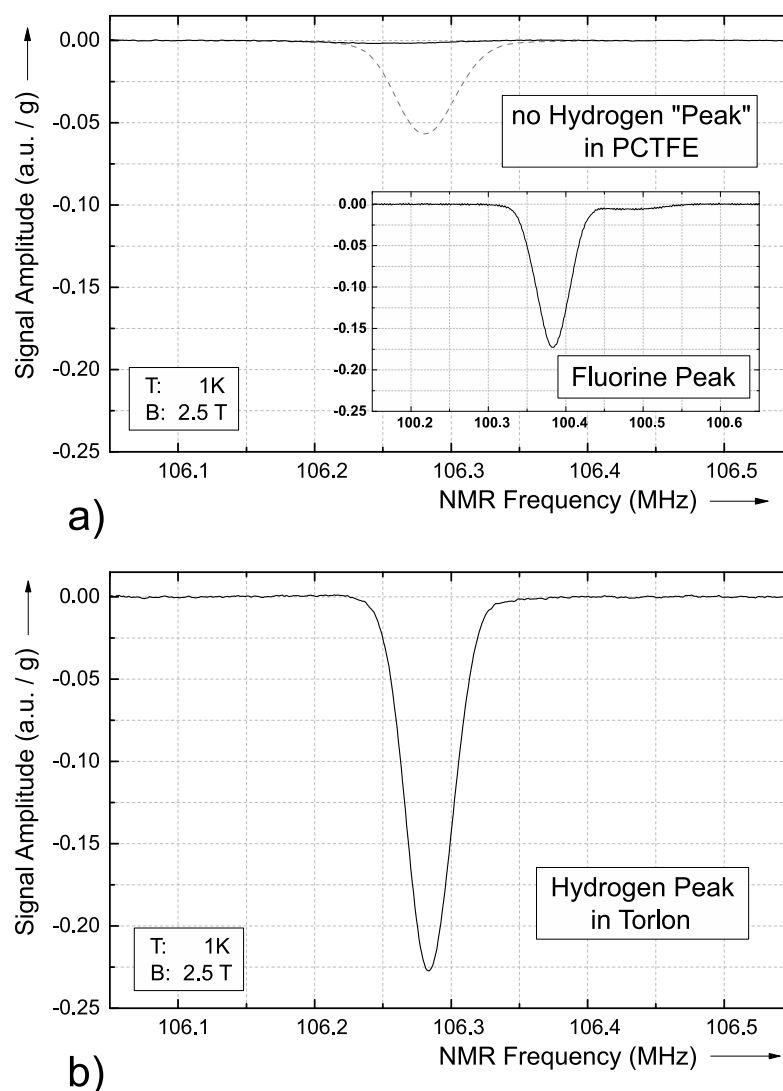 0.00
-0.05
-0.10
-0.15
-0.20
-0.25
Signal Amplitude (a.u. / g)
no Hydrogen "Peak"
in PCTFE
0.00
-0.05
-0.10
-0.15
-0.20
-0.25
Fluorine Peak
100.2 100.3 100.4 100.5 100.6
T: 1K
B: 2.5 T
106.1 106.2 106.3 106.4 106.5
NMR Frequency (MHz)
a)
0.00
-0.05
-0.10
-0.15
-0.20
-0.25
Signal Amplitude (a.u. / g)
Hydrogen Peak
in Torlon
T: 1K
B: 2.5 T
106.1 106.2 106.3 106.4 106.5
NMR Frequency (MHz)
b)